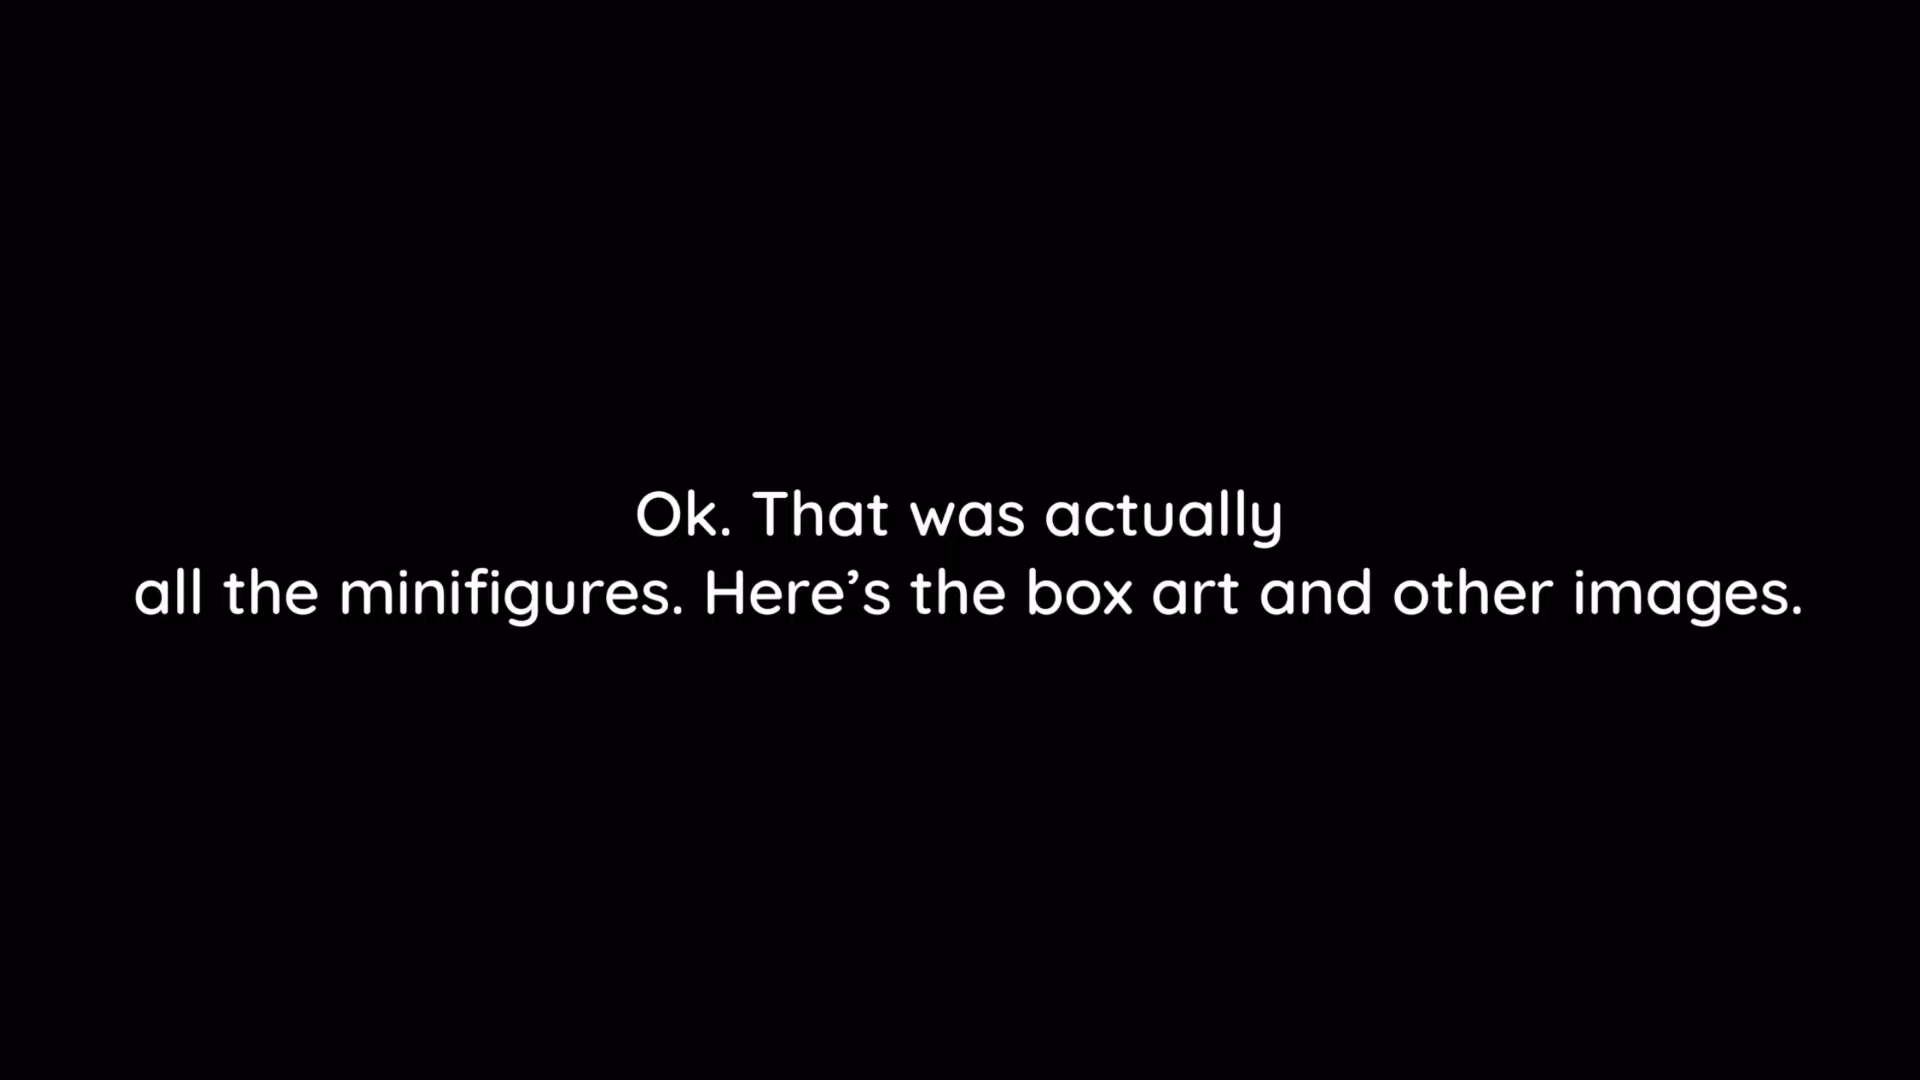 Ok. That was actually
all the minifigures. Here’s the box art and other images.